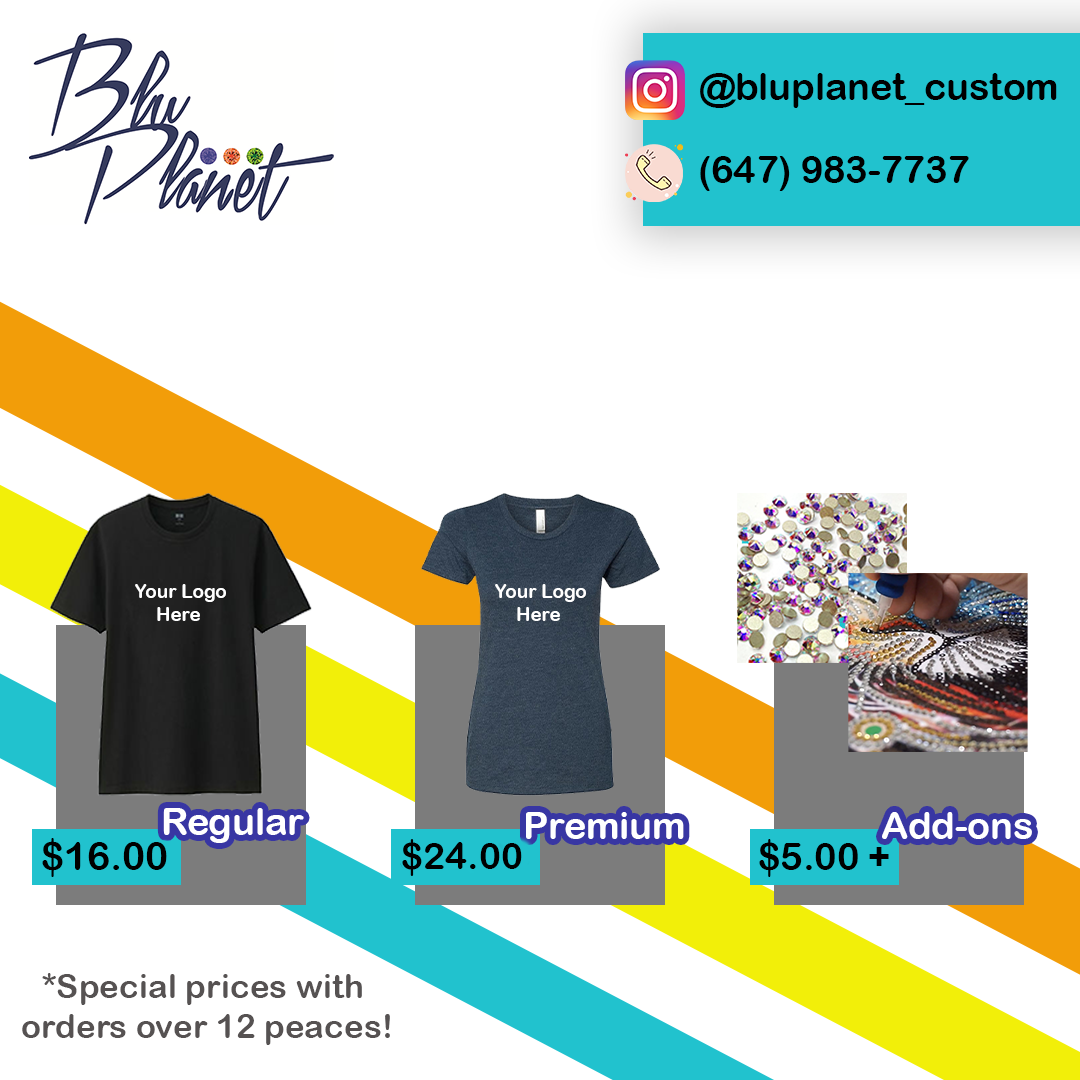 Blu
Planet
@bluplanet_custom
(647) 983-7737
Your Logo
Here
Your Logo
Here
Regular
$16.00
Premium
$24.00
Add-ons
$5.00 +
*Special prices with
orders over 12 peaces!